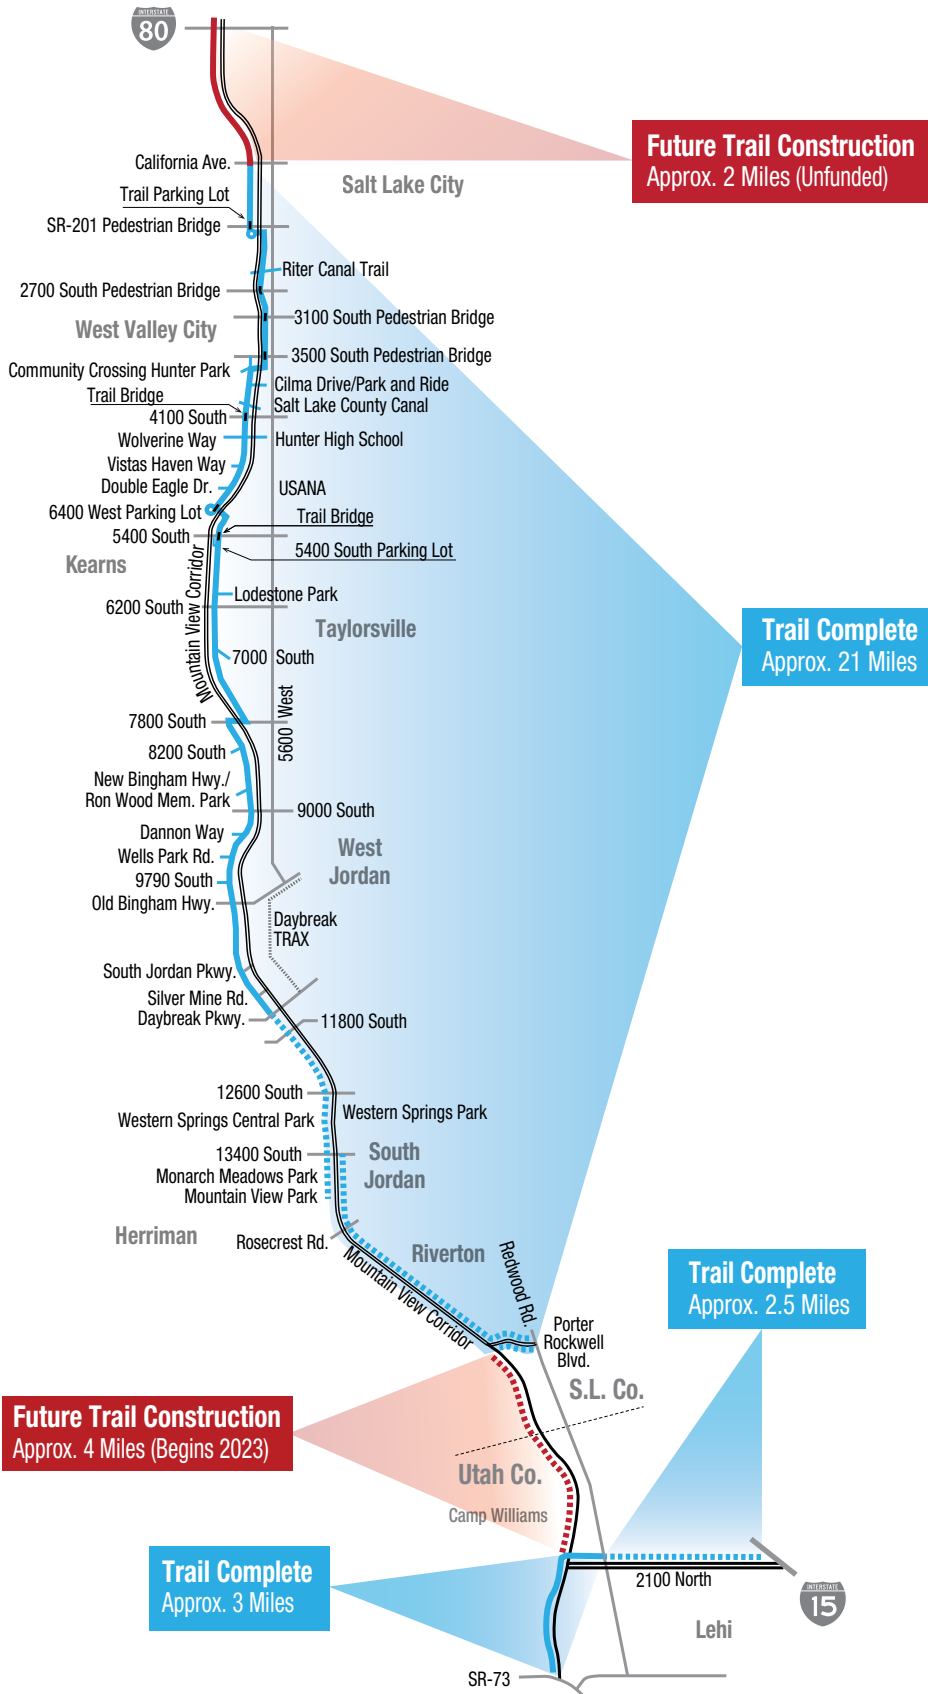 INTERSTATE
80
Future Trail Construction
Approx. 2 Miles (Unfunded)
California Ave.
Salt Lake City
Trail Parking Lot
SR-201 Pedestrian Bridge
Riter Canal Trail
2700 South Pedestrian Bridge
3100 South Pedestrian Bridge
West Valley City
3500 South Pedestrian Bridge
Community Crossing Hunter Park
Cilma Drive/Park and Ride
Trail Bridge
Salt Lake County Canal
4100 South
Wolverine Way
Hunter High School
Vistas Haven Way
Double Eagle Dr.
USANA
6400 West Parking Lot
Trail Bridge
5400 South
5400 South Parking Lot
Kearns
Mountain View Corridor
Lodestone Park
6200 South
Taylorsville
Trail Complete
Approx. 21 Miles
7000 South
5600 West
7800 South
8200 South
New Bingham Hwy./
Ron Wood Mem. Park
9000 South
Dannon Way
West
Jordan
Wells Park Rd.
9790 South
Old Bingham Hwy.
Daybreak
TRAX
South Jordan Pkwy.
Silver Mine Rd.
Daybreak Pkwy.
11800 South
12600 South
Western Springs Central Park
Western Springs Park
13400 South
South
Jordan
Monarch Meadows Park
Mountain View Park
Herriman
Rosecrest Rd.
Riverton
Redwood Rd.
Mountain View Corridor
Trail Complete
Approx. 2.5 Miles
Porter
Rockwell
Blvd.
S.L. Co.
Future Trail Construction
Approx. 4 Miles (Begins 2023)
Utah Co.
Camp Williams
Trail Complete
Approx. 3 Miles
2100 North
INTERSTATE
15
Lehi
SR-73